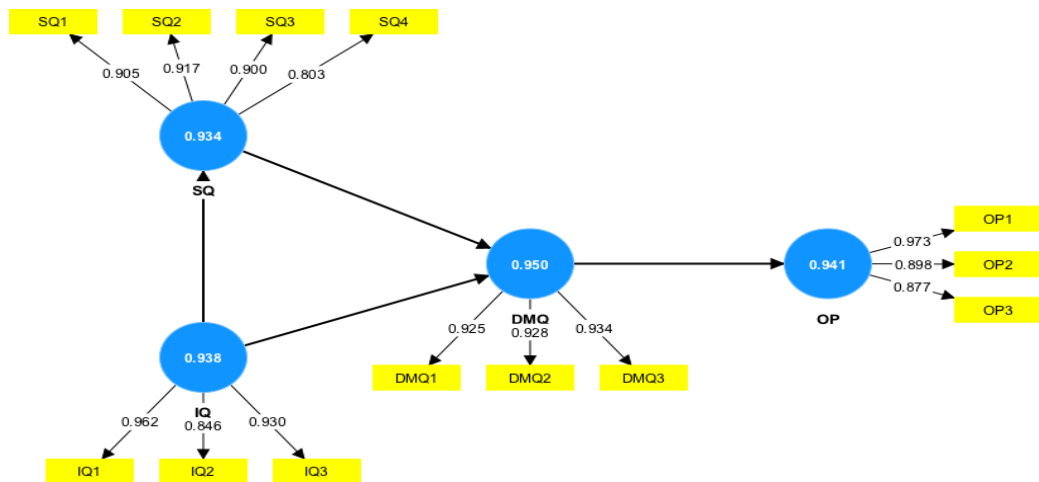 SQ1 SQ2 SQ3 SQ4
0.905 0.917 0.900 0.803
0.934
SQ
OP1
0.973
0.950 0.941 0.898 OP2
0.877
OP3
DMQ OP
0.925 0.928 0.934
0.938
DMQ1 DMQ2 DMQ3
IQ
0.962 0.846 0.930
IQ1 IQ2 IQ3